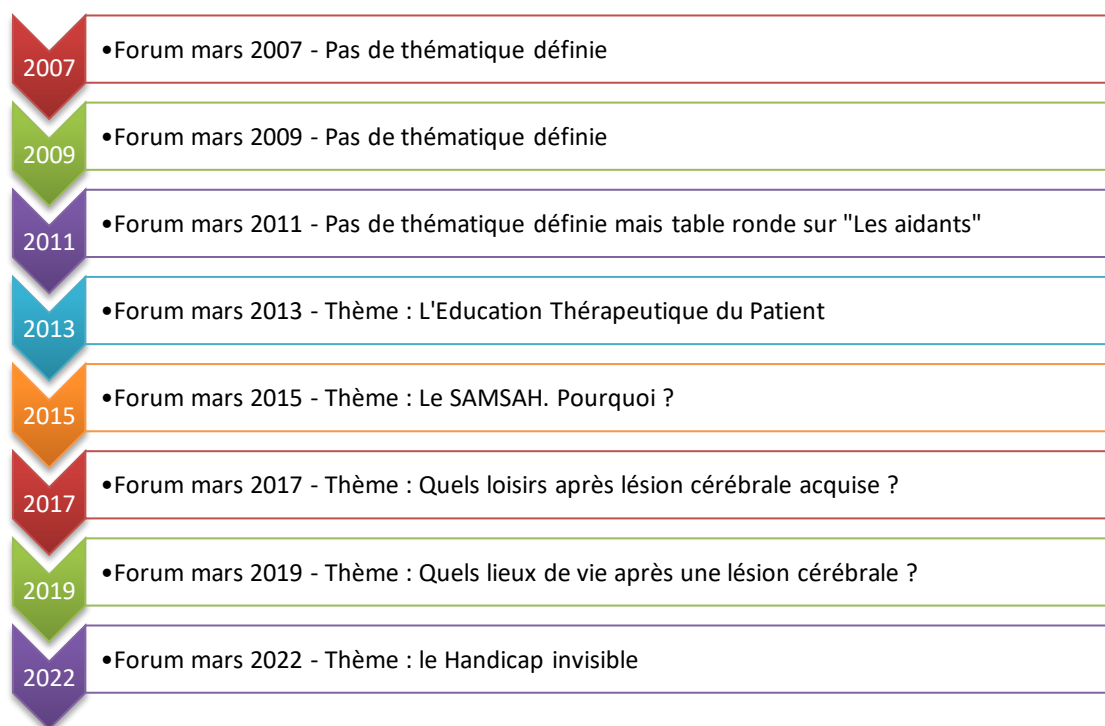 2007
•Forum mars 2007 - Pas de thématique définie
2009
•Forum mars 2009 - Pas de thématique définie
2011
•Forum mars 2011 - Pas de thématique définie mais table ronde sur "Les aidants"
2013
•Forum mars 2013 - Thème : L'Education Thérapeutique du Patient
2015
•Forum mars 2015 - Thème : Le SAMSAH. Pourquoi ?
2017
•Forum mars 2017 - Thème : Quels loisirs après lésion cérébrale acquise ?
2019
•Forum mars 2019 - Thème : Quels lieux de vie après une lésion cérébrale ?
2022
•Forum mars 2022 - Thème : le Handicap invisible